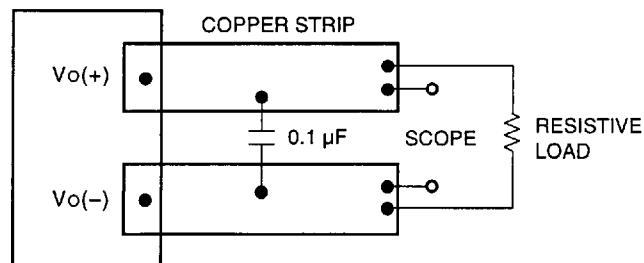 COPPER STRIP
VO(+)
0.1 µF
SCOPE
RESISTIVE
LOAD
VO(–)